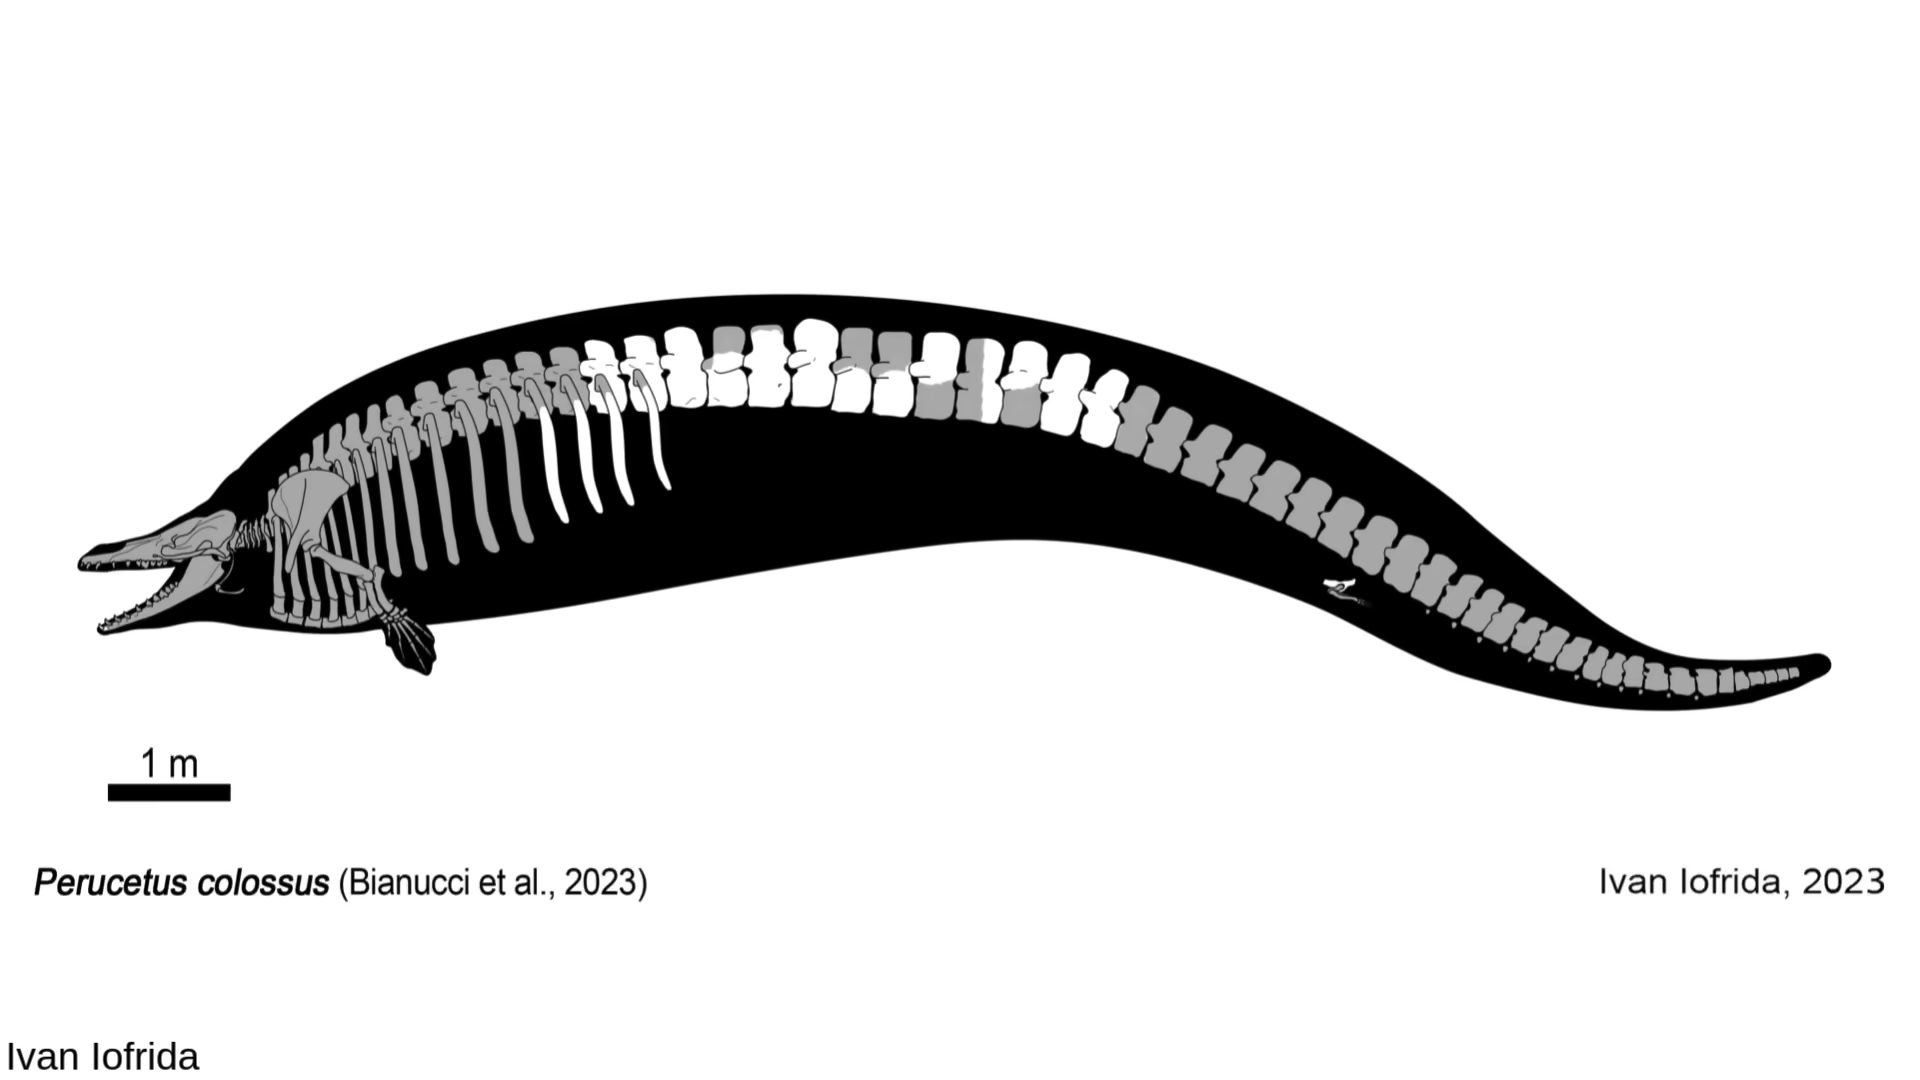 1 m
Perucetus colossus (Bianucci et al., 2023)
Ivan Iofrida, 2023
Ivan Iofrida